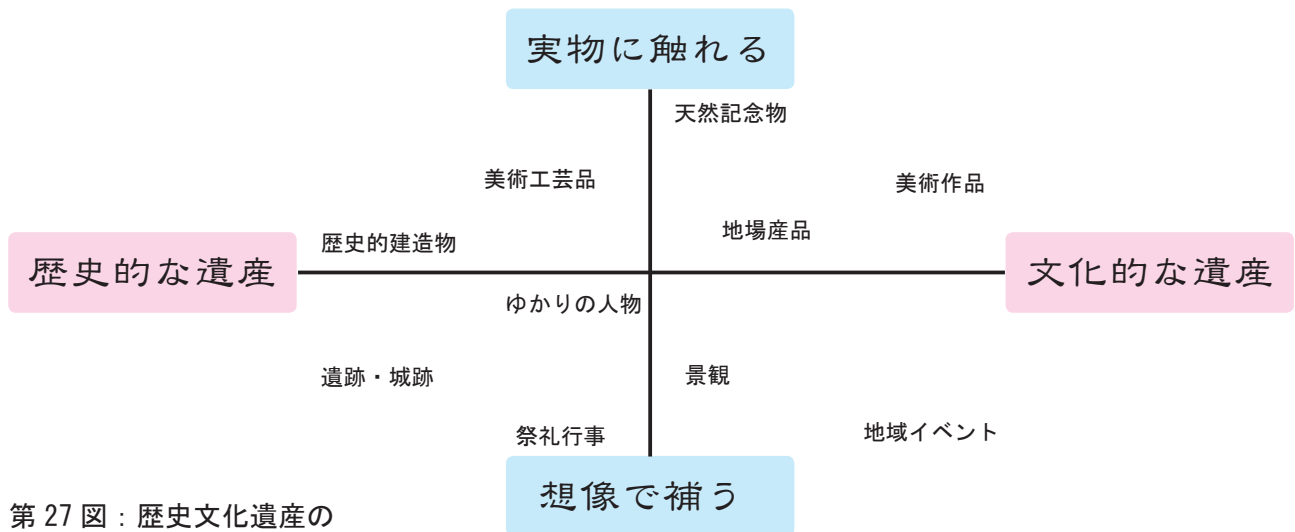 実物に触れる
天然記念物
美術工芸品
美術作品
地場産品
歴史的建造物
歴史的な遺産
文化的な遺産
ゆかりの人物
遺跡・城跡
景観
祭礼行事
地域イベント
想像で補う
第27図：歴史文化遺産の